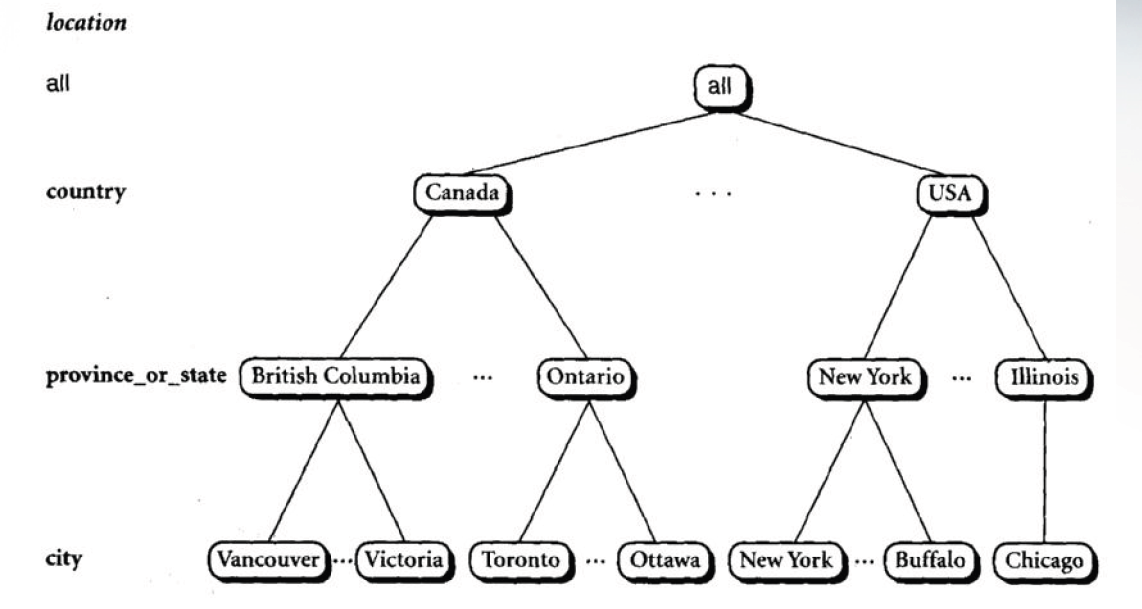 location
all all
country Canada . . . USA
province_or_state British Columbia ... Ontario New York ... Illinois
city Vancouver ... Victoria Toronto ... Ottawa New York ... Buffalo Chicago